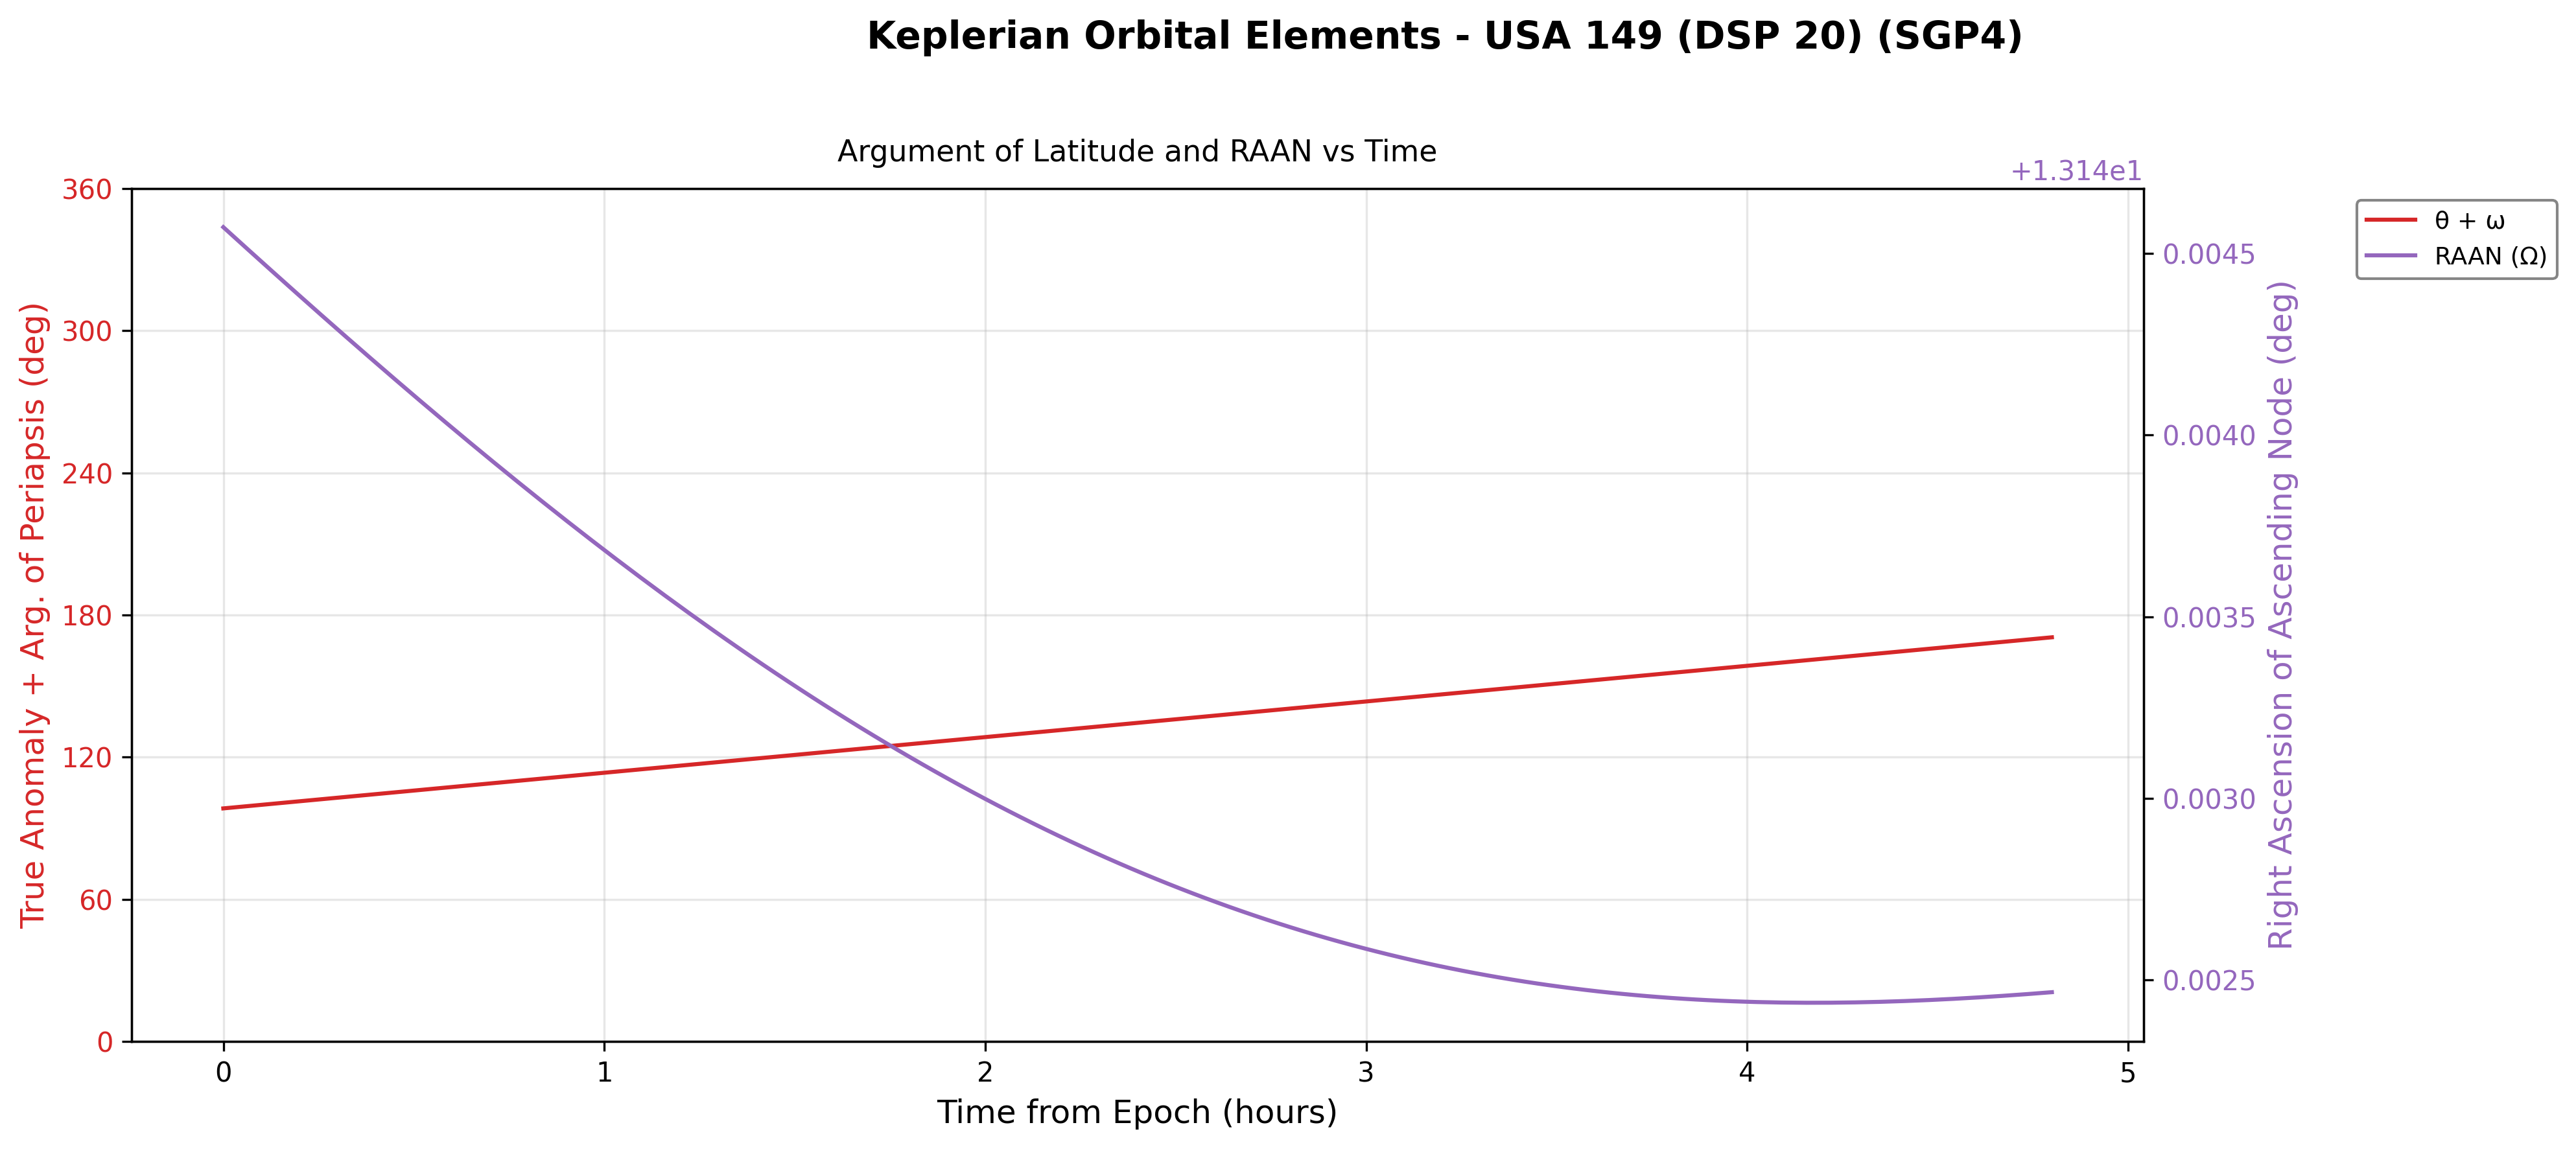 Keplerian Orbital Elements - USA 149 (DSP 20) (SGP4)
Argument of Latitude and RAAN vs Time
+1.314e1
True Anomaly + Arg. of Periapsis (deg)
360
300
240
180
120
60
0
0 1 2 3 4 5
Time from Epoch (hours)
0.0045
0.0040
0.0035
0.0030
0.0025
Right Ascension of Ascending Node (deg)
θ + ω
RAAN (Ω)